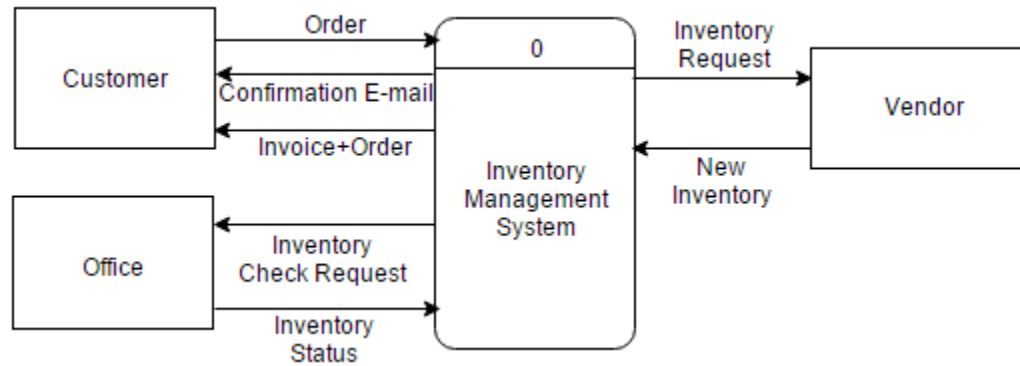 Customer
Order
Confirmation E-mail
Invoice+Order
0
Inventory
Management
System
Inventory
Request
Vendor
New
Inventory
Office
Inventory
Check Request
Inventory
Status